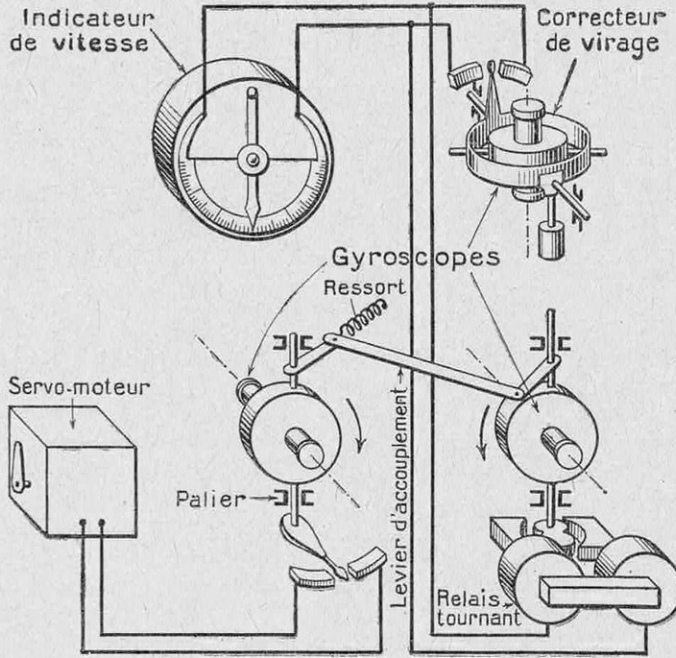 Indicateur
de vitesse
Correcteur
de virage
Gyroscopes
Ressort
Servo-moteur
Levier d'accouplement
Palier
Relais
tournant